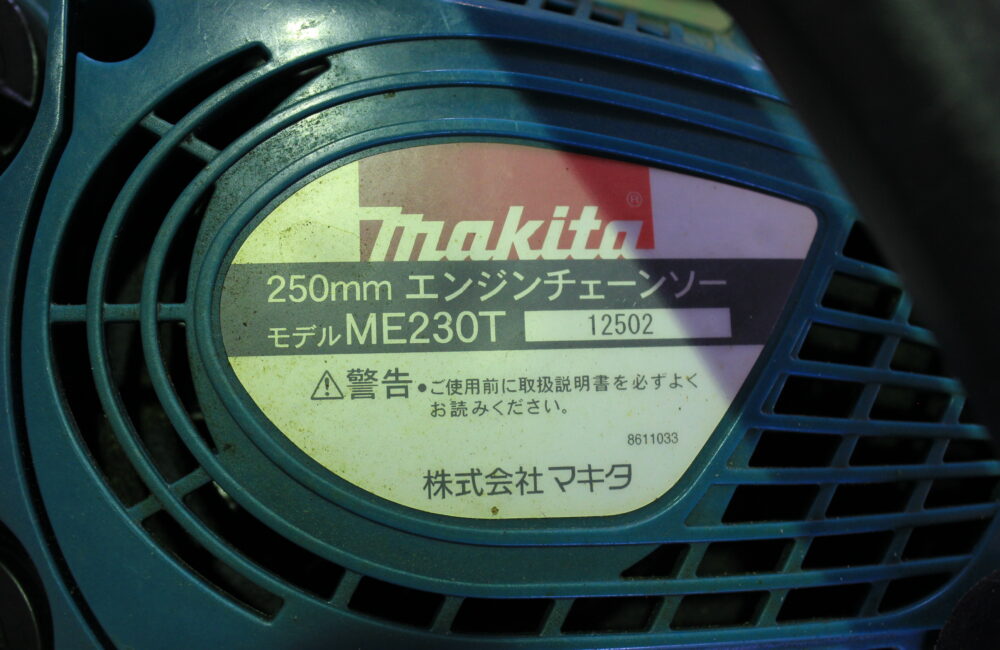 makita®
250mm エンジンチェーンソー
モデル ME230T 12502
⚠警告 ●ご使用前に取扱説明書を必ずよく
お読みください。
8611033
株式会社 マキタ